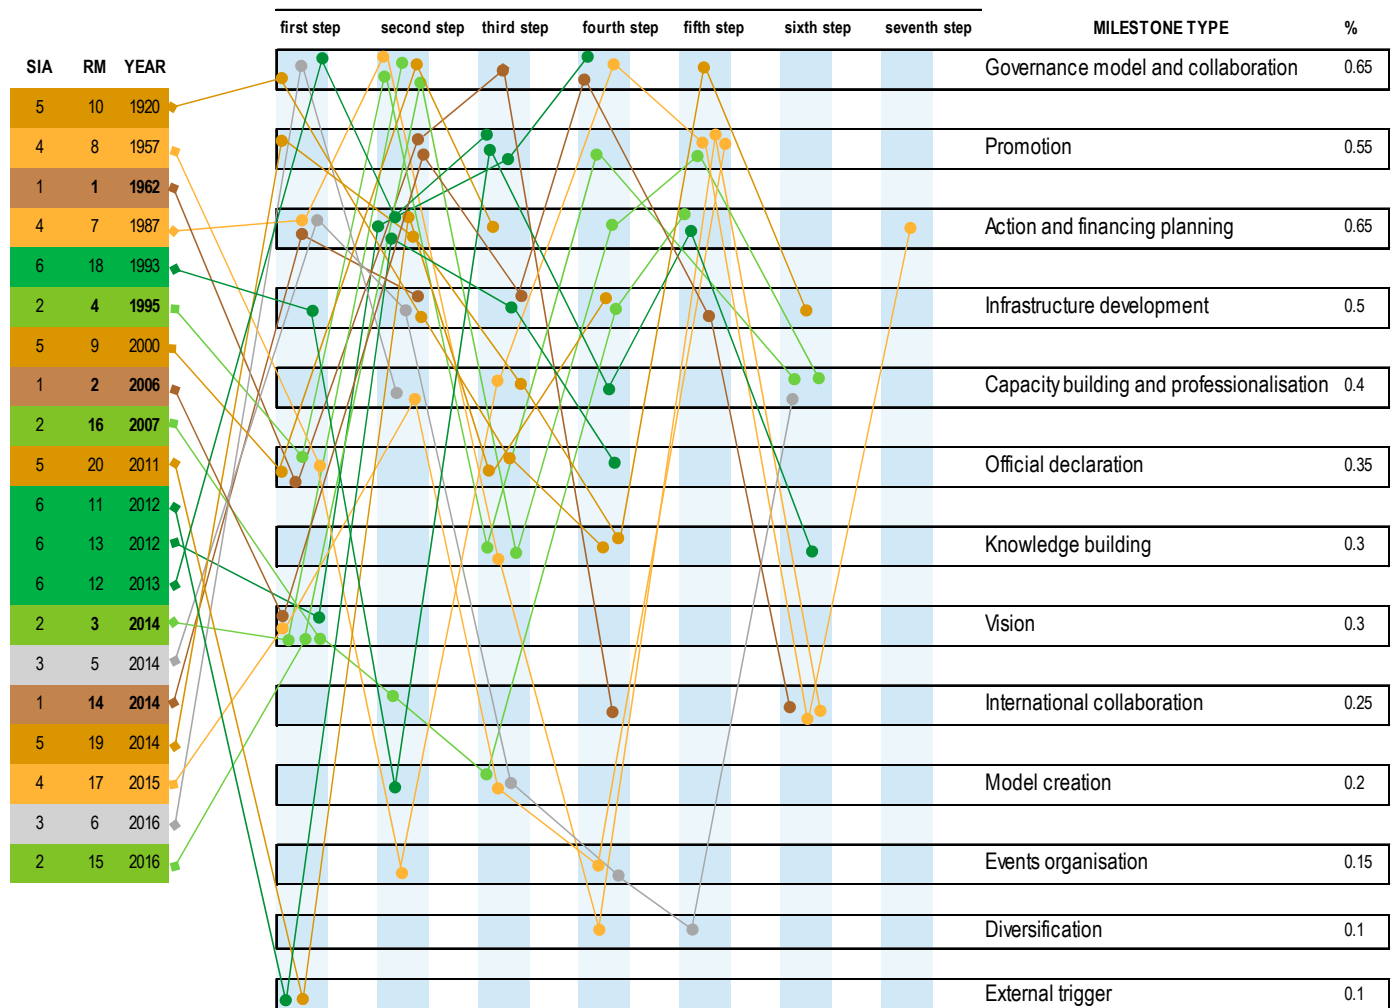 first step second step third step fourth step fifth step sixth step seventh step MILESTONE TYPE %
SIA RM YEAR
Governance model and collaboration 0.65
5 10 1920
4 8 1957
Promotion 0.55
1 1 1962
4 7 1987
Action and financing planning 0.65
6 18 1993
2 4 1995
Infrastructure development 0.5
5 9 2000
1 2 2006
Capacity building and professionalisation 0.4
2 16 2007
5 20 2011
Official declaration 0.35
6 11 2012
6 13 2012
Knowledge building 0.3
6 12 2013
2 3 2014
Vision 0.3
3 5 2014
1 14 2014
International collaboration 0.25
5 19 2014
4 17 2015
Model creation 0.2
3 6 2016
2 15 2016
Events organisation 0.15
Diversification 0.1
External trigger 0.1